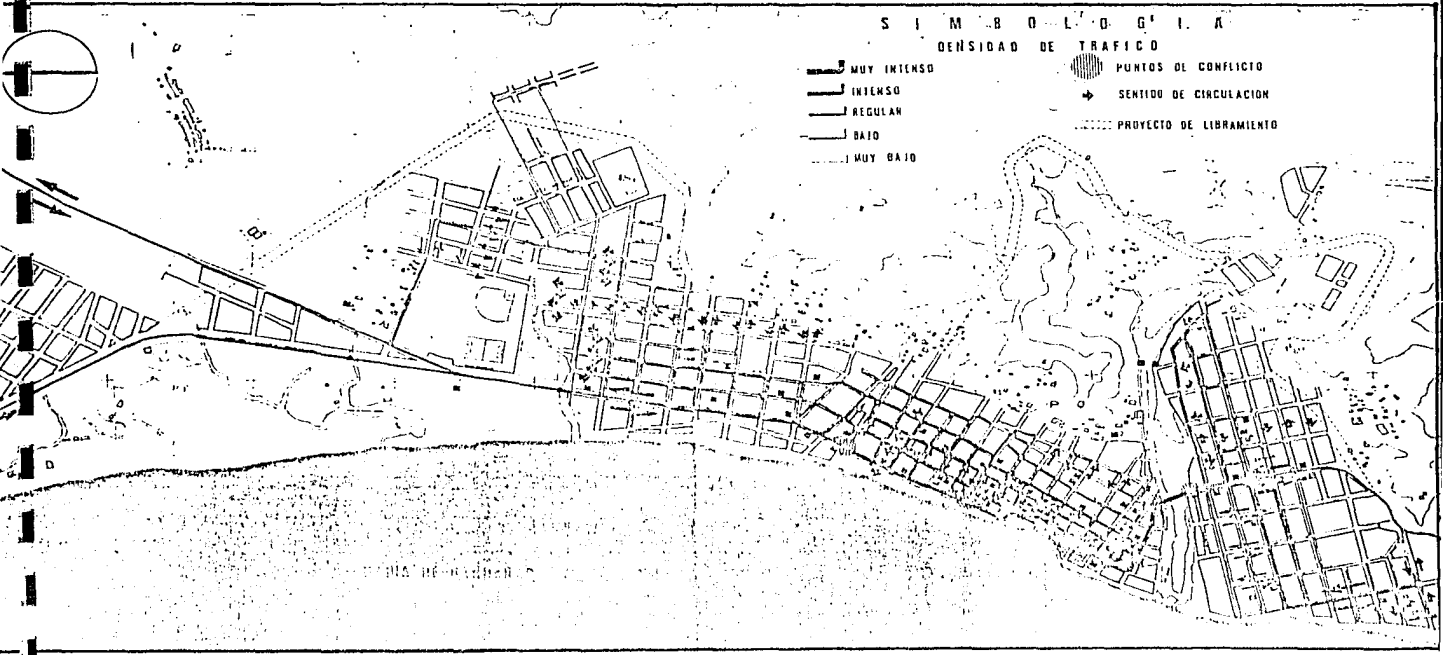 SIMBOLOGIA
DENSIDAD DE TRAFICO
MUY INTENSO
INTENSO
REGULAR
BAJO
MUY BAJO
PUNTOS DE CONFLICTO
SENTIDO DE CIRCULACION
PROYECTO DE LIBRAMIENTO